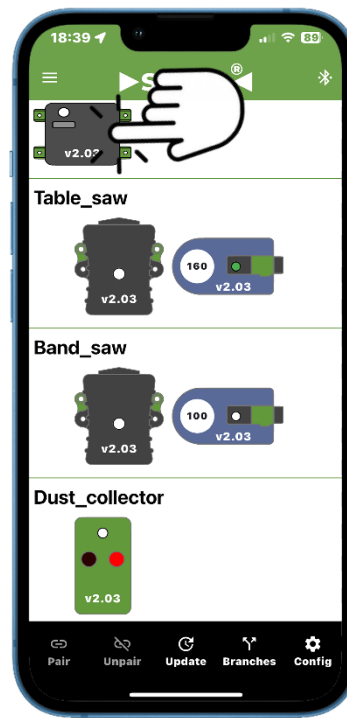 18:39
89
v2.03
Table_saw
160
v2.03
v2.03
Band_saw
100
v2.03
v2.03
Dust_collector
v2.03
Pair
Unpair
Update
Branches
Config